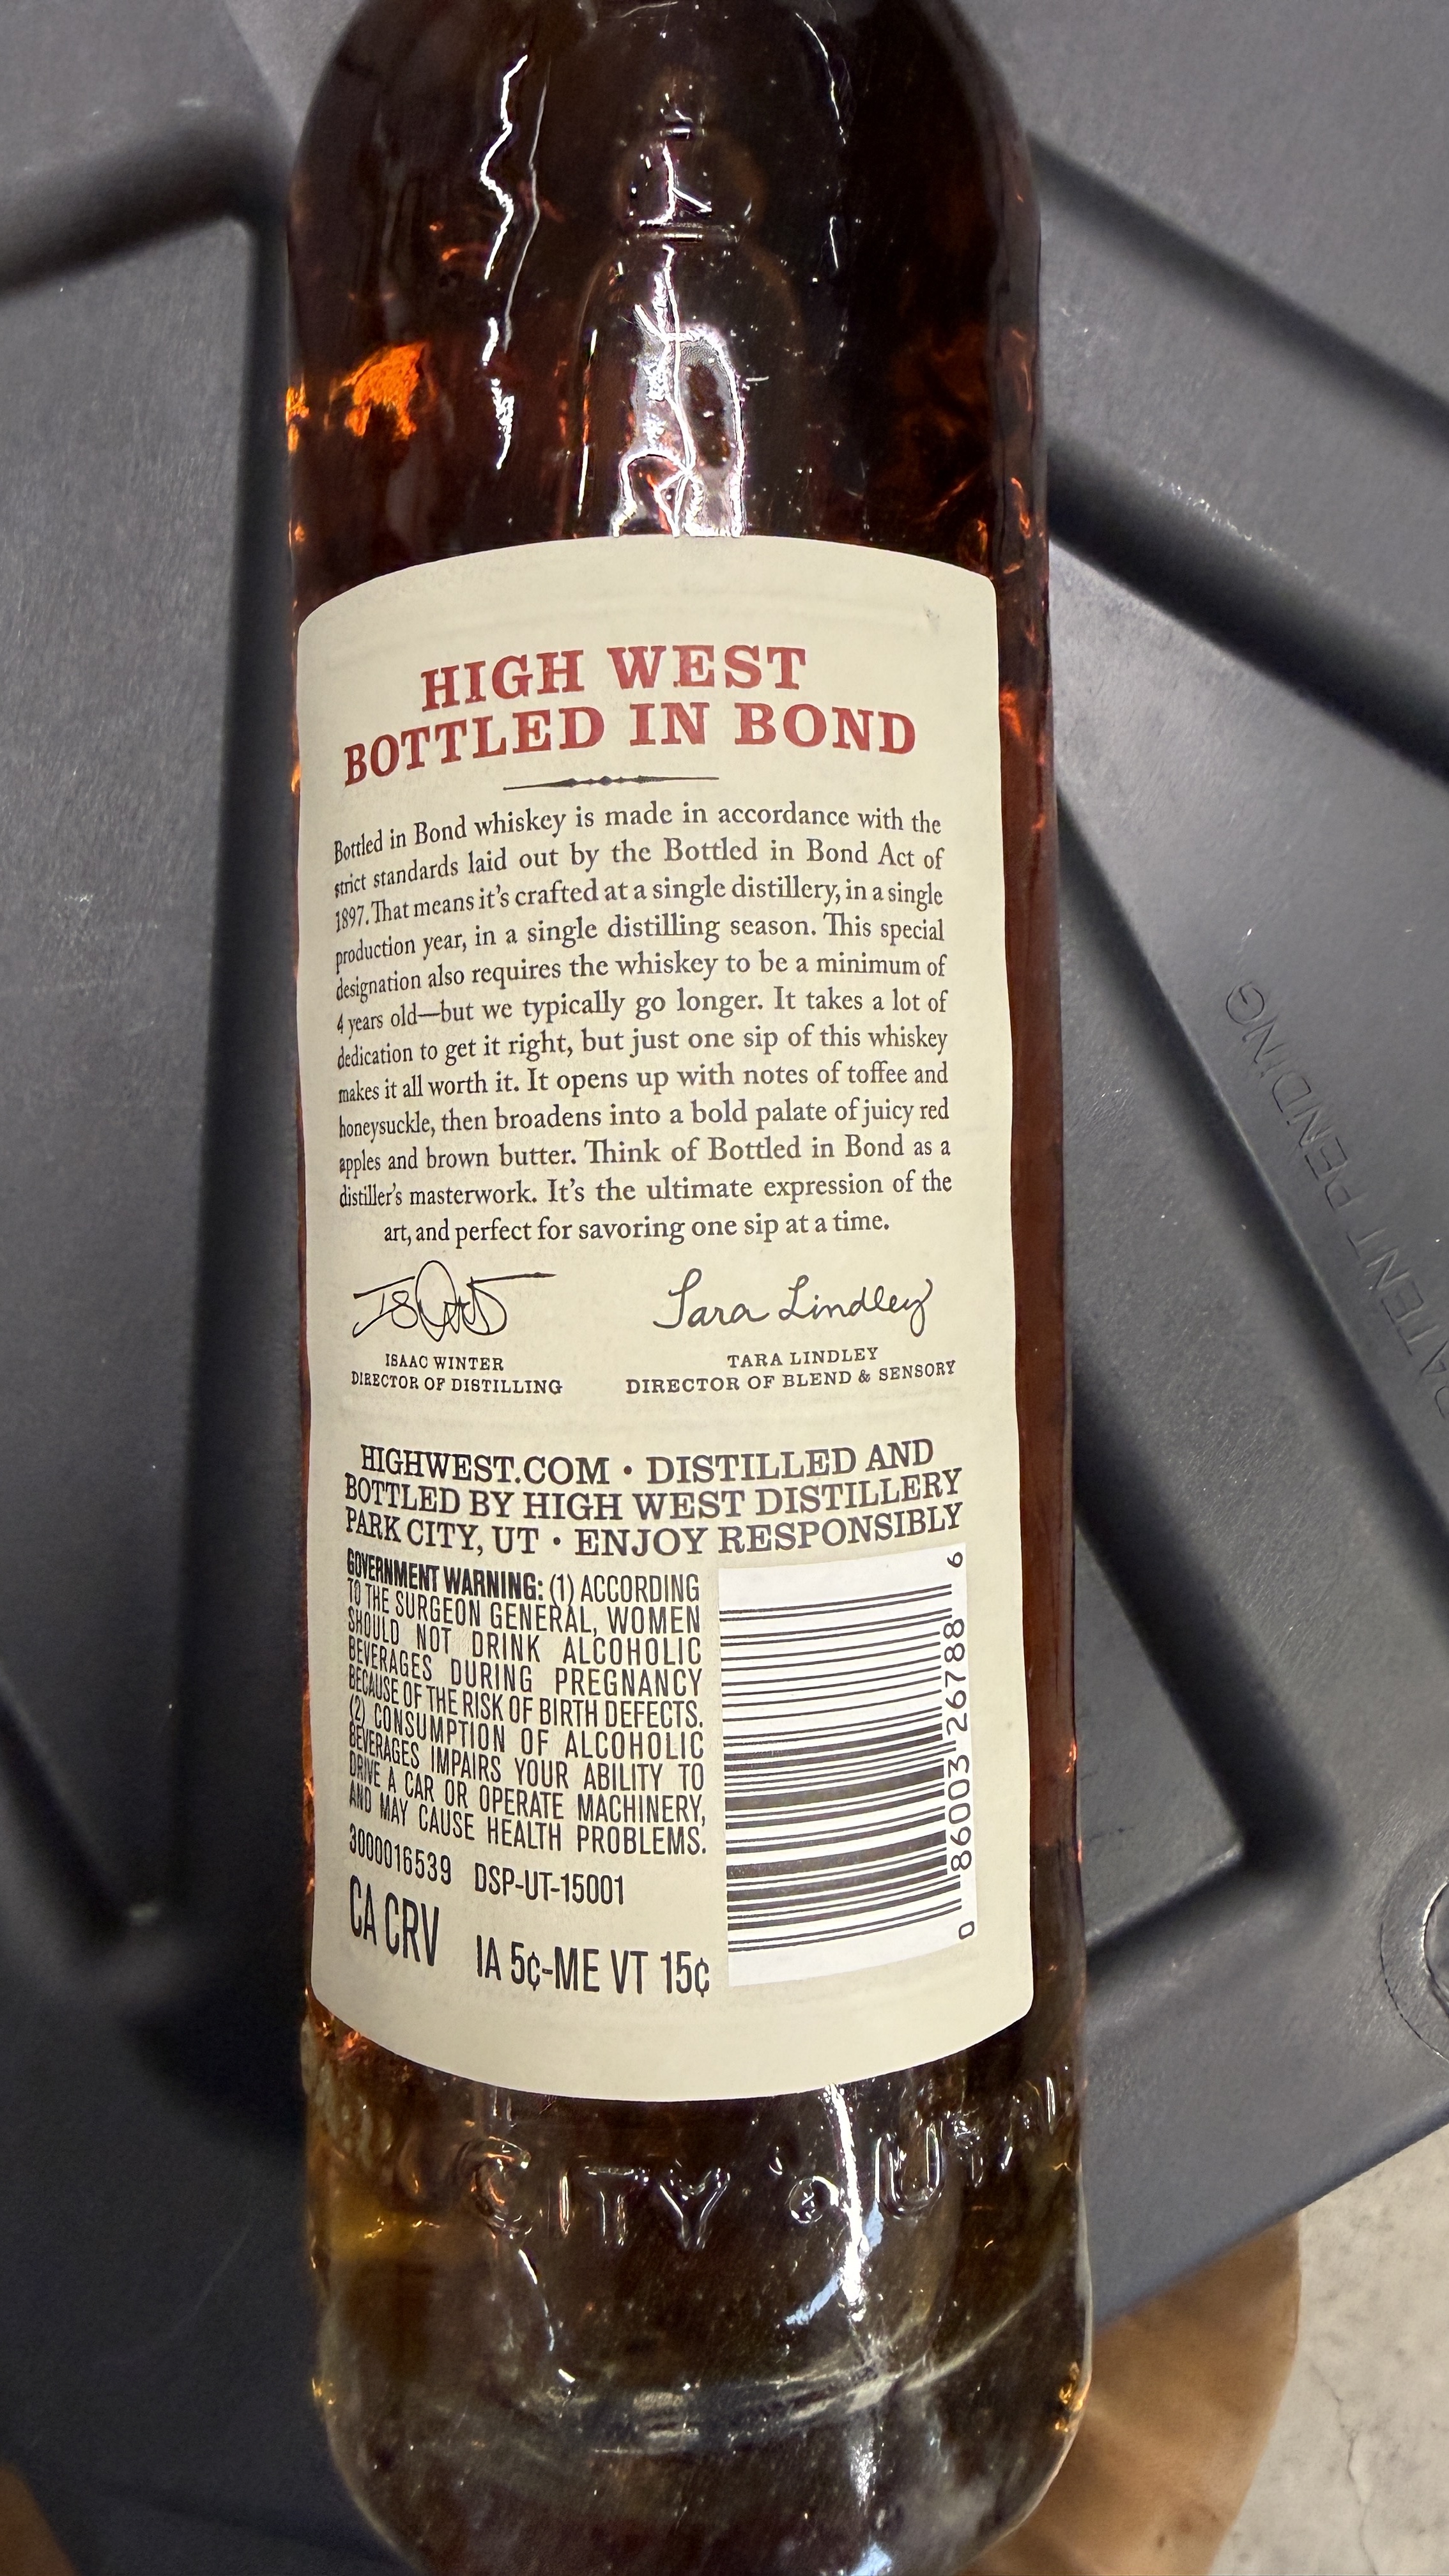 HIGH WEST
BOTTLED IN BOND
Bottled in Bond whiskey is made in accordance with the
strict standards laid out by the Bottled in Bond Act of
1897. That means it's crafted at a single distillery, in a single
production year, in a single distilling season. This special
designation also requires the whiskey to be a minimum of
4 years old—but we typically go longer. It takes a lot of
dedication to get it right, but just one sip of this whiskey
makes it all worth it. It opens up with notes of toffee and
honeysuckle, then broadens into a bold palate of juicy red
apples and brown butter. Think of Bottled in Bond as a
distiller's masterwork. It's the ultimate expression of the
art, and perfect for savoring one sip at a time.
Tara Lindley
ISAAC WINTER
DIRECTOR OF DISTILLING
TARA LINDLEY
DIRECTOR OF BLEND & SENSORY
HIGHWEST.COM • DISTILLED AND
BOTTLED BY HIGH WEST DISTILLERY
PARK CITY, UT • ENJOY RESPONSIBLY
GOVERNMENT WARNING: (1) ACCORDING
TO THE SURGEON GENERAL, WOMEN
SHOULD NOT DRINK ALCOHOLIC
BEVERAGES DURING PREGNANCY
BECAUSE OF THE RISK OF BIRTH DEFECTS.
(2) CONSUMPTION OF ALCOHOLIC
BEVERAGES IMPAIRS YOUR ABILITY TO
DRIVE A CAR OR OPERATE MACHINERY,
AND MAY CAUSE HEALTH PROBLEMS.
3000016539 DSP-UT-15001
CA CRV IA 5¢-ME VT 15¢
0 86003 26788 6
CITY
PATENT PENDING